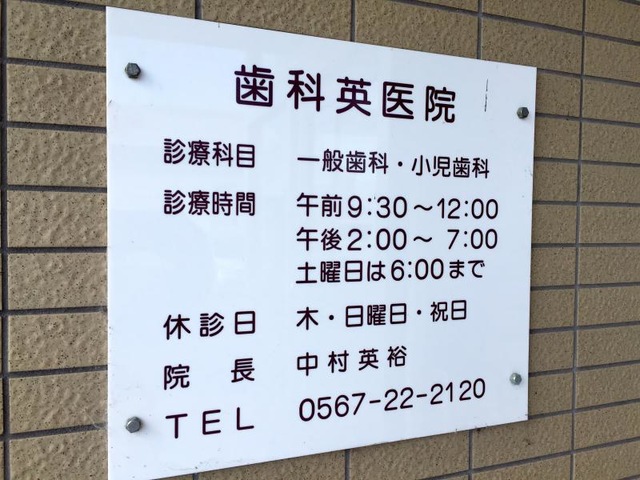 歯科英医院
診療科目 一般歯科・小児歯科
診療時間 午前9:30～12:00
午後2:00～ 7:00
土曜日は6:00まで
休診日 木・日曜日・祝日
院長 中村英裕
TEL 0567-22-2120